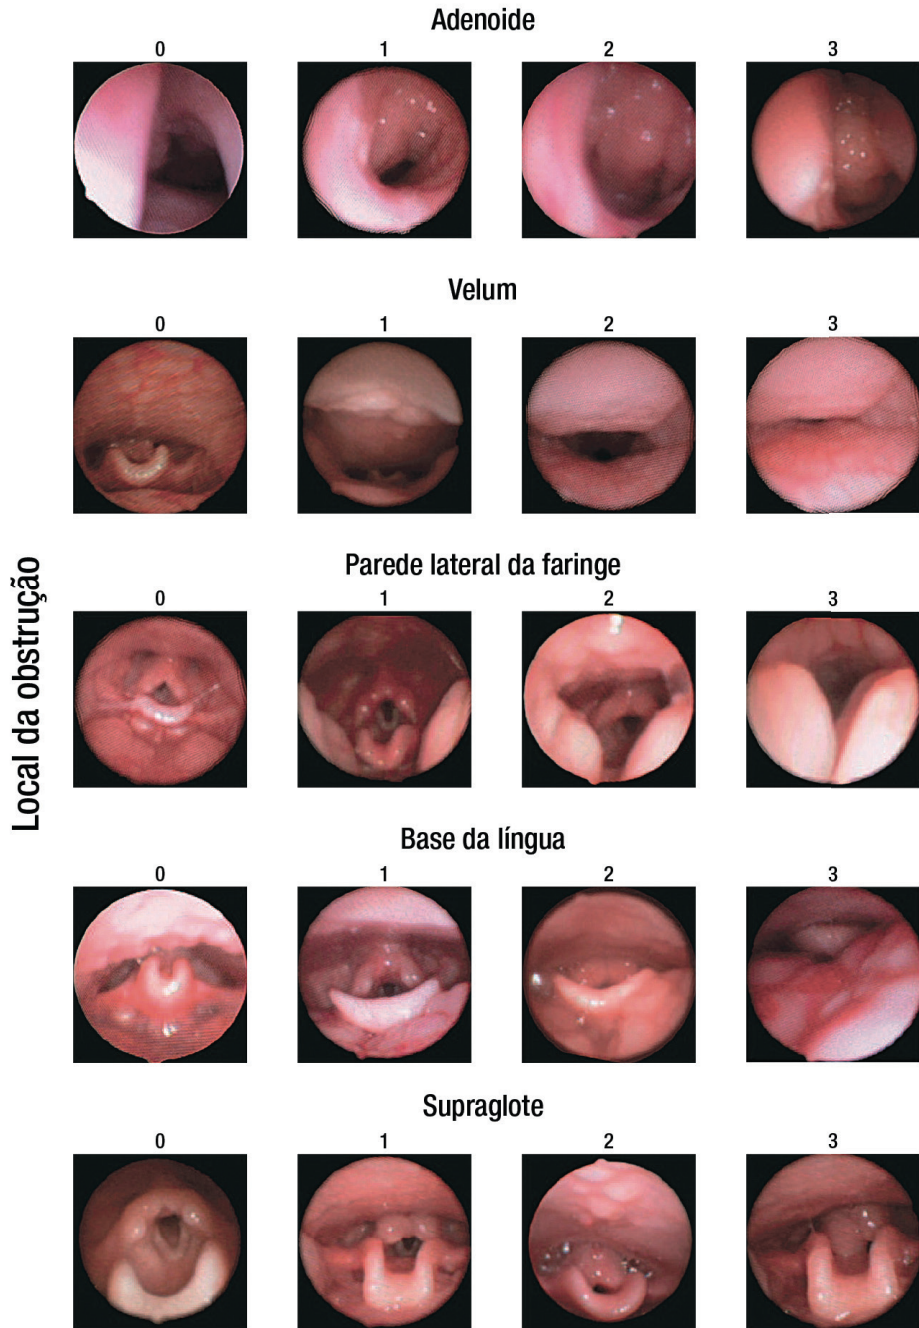 Adenoide
0 1 2 3
Velum
0 1 2 3
Local da obstrução
Parede lateral da faringe
0 1 2 3
Base da língua
0 1 2 3
Supraglote
0 1 2 3